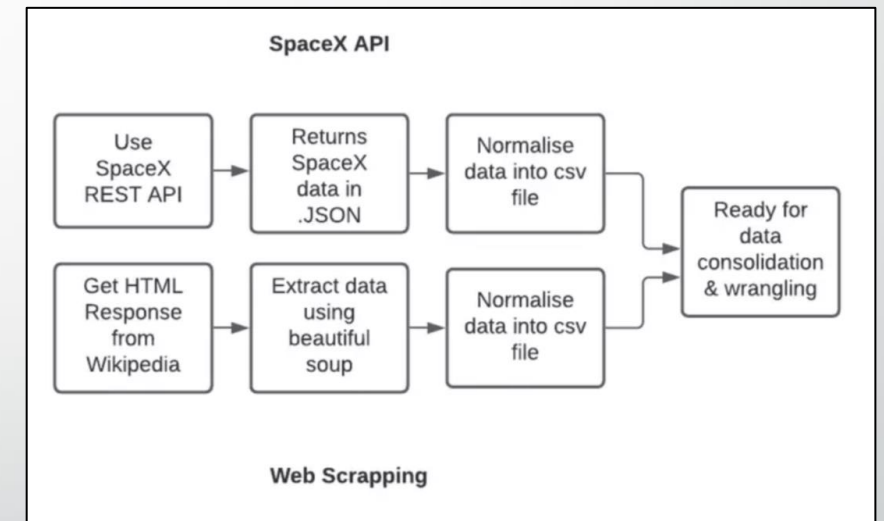 SpaceX API
Use
SpaceX
REST API
Returns
SpaceX
data in
.JSON
Normalise
data into csv
file
Ready for
data
consolidation
& wrangling
Get HTML
Response
from
Wikipedia
Extract data
using
beautiful
soup
Normalise
data into csv
file
Web Scrapping